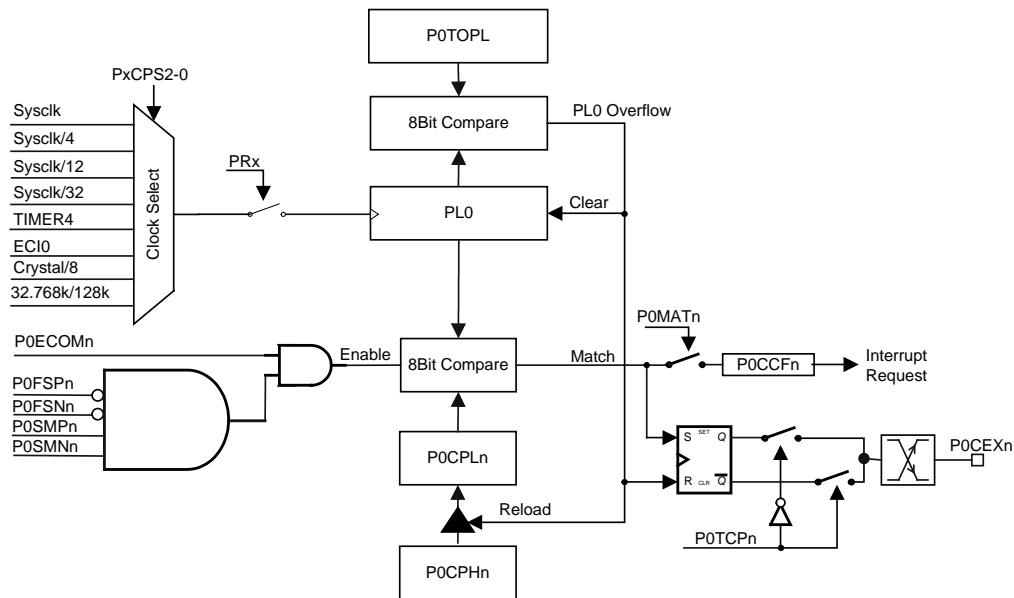 P0TOPL
PxCPS2-0
Sysclk
8Bit Compare
PL0 Overflow
Sysclk/4
Sysclk/12
PRx
Sysclk/32
Clock Select
PL0
Clear
TIMER4
ECI0
Crystal/8
32.768k/128k
P0MATn
P0ECOMn
Enable
8Bit Compare
Match
P0CCFn
Interrupt
Request
P0FSPn
P0FSNn
P0SMPn
P0SMNn
S SET Q
P0CEXn
P0CPLn
R CLR Q
Reload
P0TCPn
P0CPHn